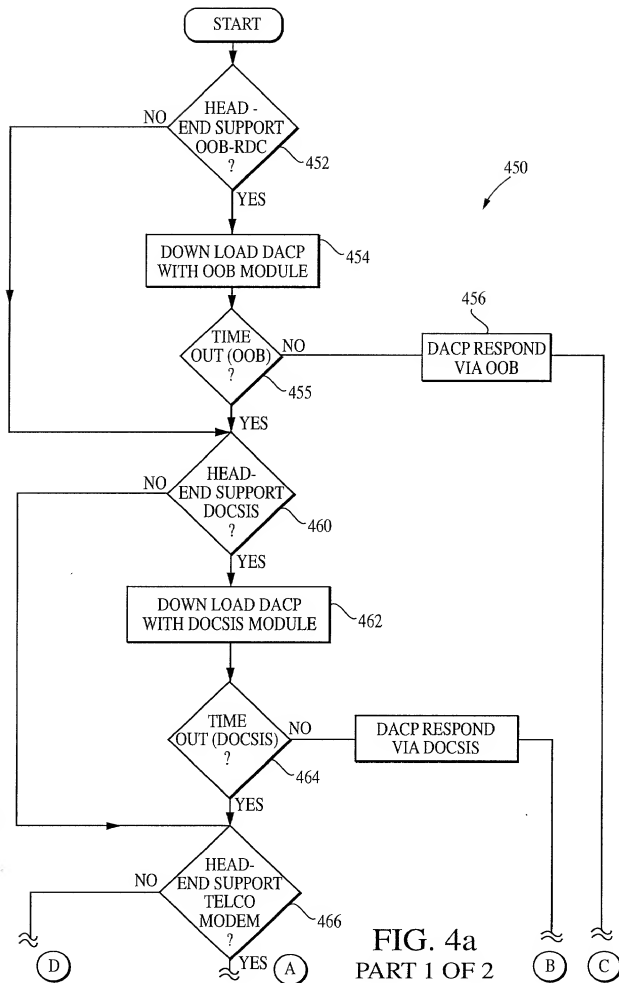 START
HEAD -
END SUPPORT
OOB-RDC
?
NO
452
YES
450
DOWN LOAD DACP
WITH OOB MODULE
454
TIME
OUT (OOB)
?
NO
455
YES
456
DACP RESPOND
VIA OOB
HEAD-
END SUPPORT
DOCSIS
?
NO
460
YES
DOWN LOAD DACP
WITH DOCSIS MODULE
462
TIME
OUT (DOCSIS)
?
NO
464
YES
DACP RESPOND
VIA DOCSIS
HEAD-
END SUPPORT
TELCO
MODEM
?
NO
466
YES
D
A
FIG. 4a
PART 1 OF 2
B
C